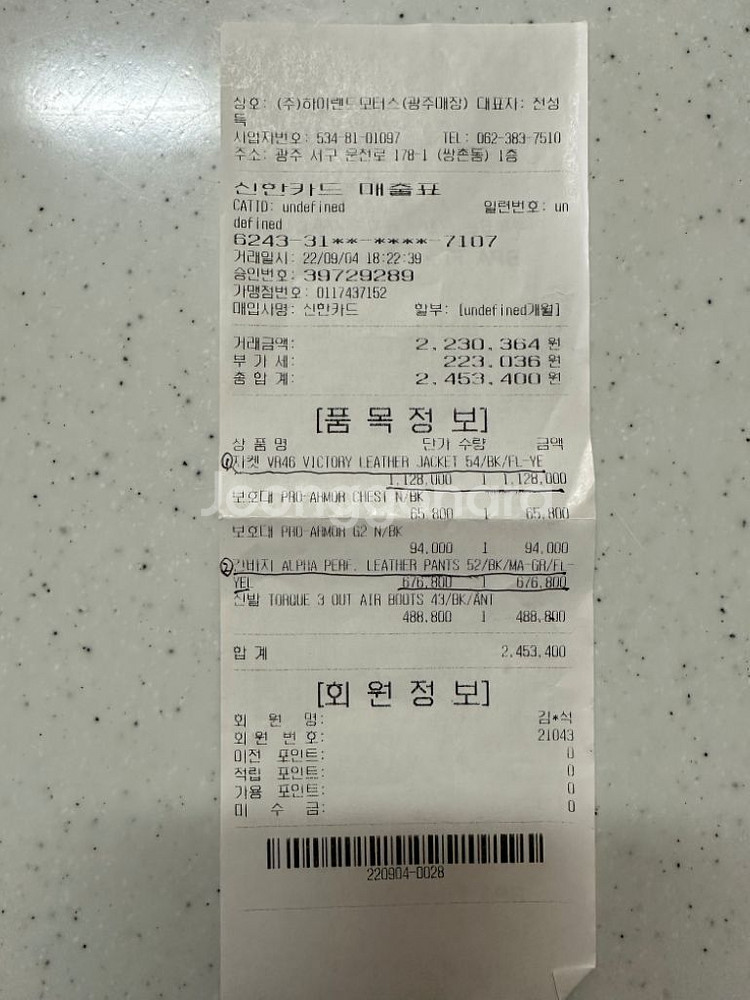 상호: (주)하이랜드모터스(광주매장) 대표자: 전성
득
사업자번호: 534-81-01097 TEL: 062-383-7510
주소: 광주 서구 운천로 178-1 (쌍촌동) 1층
신한카드 매출표
CATID: undefined 일련번호: un
defined
6243-31**-****-7107
거래일시: 22/09/04 18:22:39
승인번호: 39729289
가맹점번호: 0117437152
매입사명: 신한카드 할부: [undefined개월]
거래금액: 2,230,364 원
부 가 세: 223,036 원
총 합 계: 2,453,400 원
[품 목 정 보]
상 품 명 단가 수량 금액
① 자켓 VR46 VICTORY LEATHER JACKET 54/BK/FL-YE
1,128,000 1 1,128,000
보호대 PRO-ARMOR CHEST N/BK
65,800 1 65,800
보호대 PRO-ARMOR G2 N/BK
94,000 1 94,000
② ALPHA PERF. LEATHER PANTS 52/BK/MA-GR/FL-
YEL 676,800 1 676,800
신발 TORQUE 3 OUT AIR BOOTS 43/BK/ANT
488,800 1 488,800
합 계 2,453,400
[회 원 정 보]
회 원 명: 김*석
회 원 번 호: 21043
이전 포인트: 0
적립 포인트: 0
가용 포인트: 0
미 수 금: 0
220904-0028